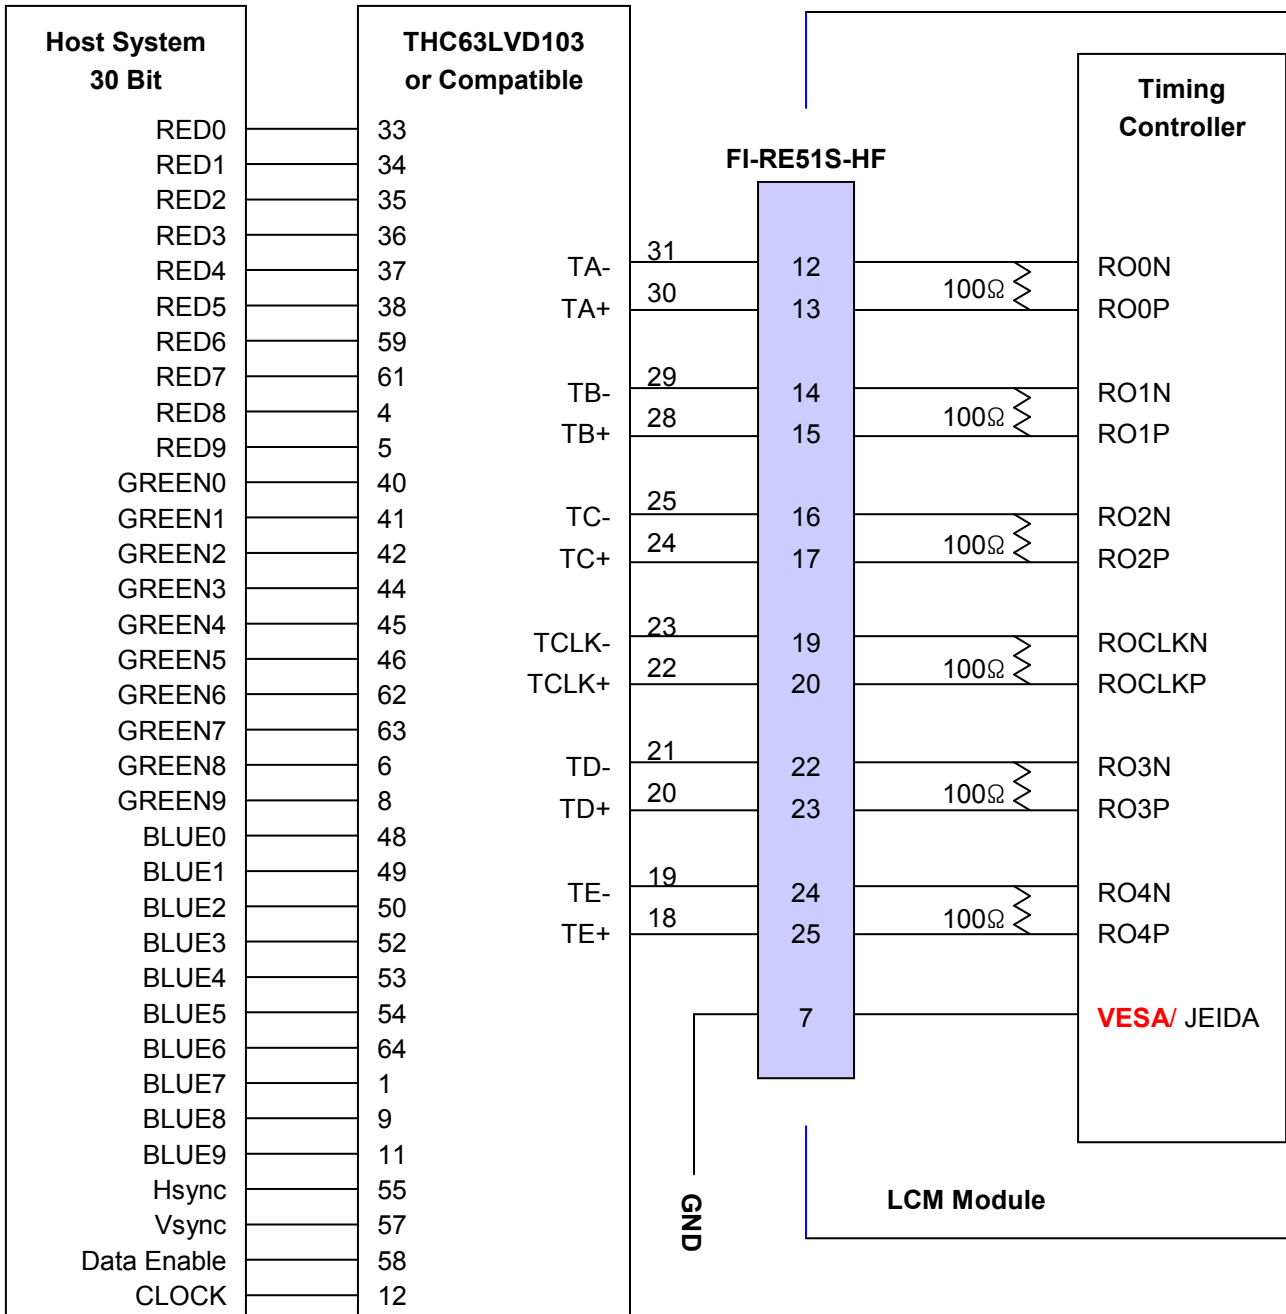 Host System
30 Bit
RED0
RED1
RED2
RED3
RED4
RED5
RED6
RED7
RED8
RED9
GREEN0
GREEN1
GREEN2
GREEN3
GREEN4
GREEN5
GREEN6
GREEN7
GREEN8
GREEN9
BLUE0
BLUE1
BLUE2
BLUE3
BLUE4
BLUE5
BLUE6
BLUE7
BLUE8
BLUE9
Hsync
Vsync
Data Enable
CLOCK
THC63LVD103
or Compatible
33
34
35
36
37
38
59
61
4
5
40
41
42
44
45
46
62
63
6
8
48
49
50
52
53
54
64
1
9
11
55
57
58
12
TA-
TA+
TB-
TB+
TC-
TC+
TCLK-
TCLK+
TD-
TD+
TE-
TE+
31
30
29
28
25
24
23
22
21
20
19
18
GND
FI-RE51S-HF
12
13
14
15
16
17
19
20
22
23
24
25
7
100Ω
100Ω
100Ω
100Ω
100Ω
100Ω
Timing
Controller
RO0N
RO0P
RO1N
RO1P
RO2N
RO2P
ROCLKN
ROCLKP
RO3N
RO3P
RO4N
RO4P
VESA/ JEIDA
LCM Module